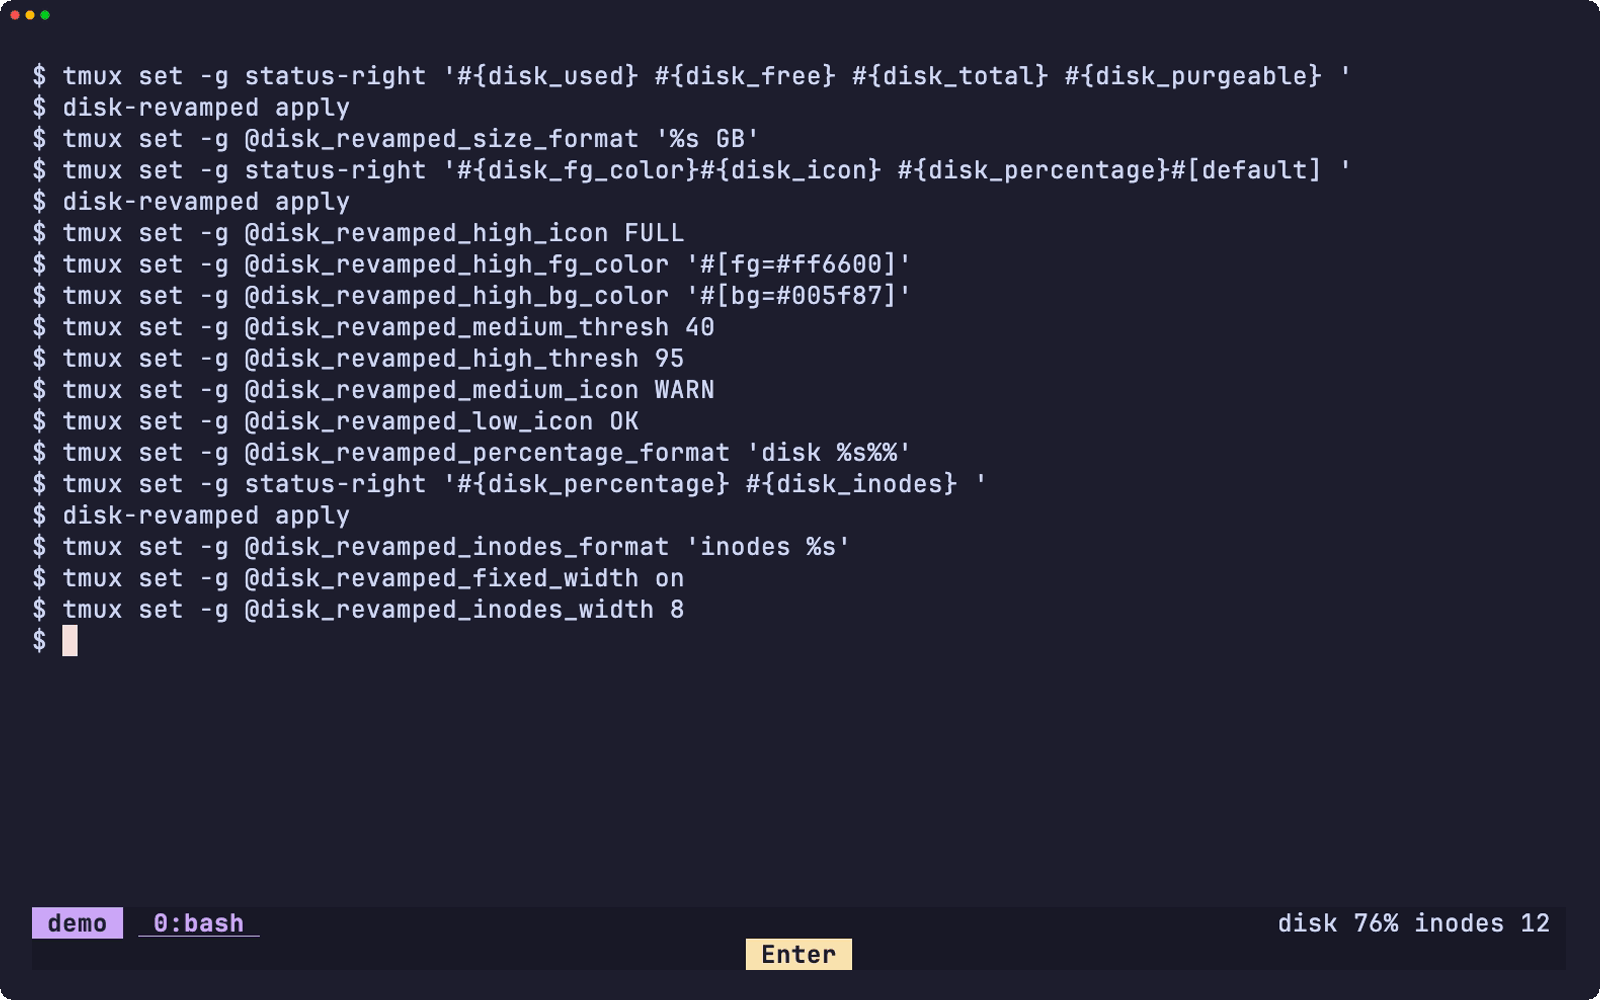 $ tmux set -g status-right '#{disk_used} #{disk_free} #{disk_total} #{disk_purgeable} '
$ disk-revamped apply
$ tmux set -g @disk_revamped_size_format '%s GB'
$ tmux set -g status-right '#{disk_fg_color}#{disk_icon} #{disk_percentage}#[default] '
$ disk-revamped apply
$ tmux set -g @disk_revamped_high_icon FULL
$ tmux set -g @disk_revamped_high_fg_color '#[fg=#ff6600]'
$ tmux set -g @disk_revamped_high_bg_color '#[bg=#005f87]'
$ tmux set -g @disk_revamped_medium_thresh 40
$ tmux set -g @disk_revamped_high_thresh 95
$ tmux set -g @disk_revamped_medium_icon WARN
$ tmux set -g @disk_revamped_low_icon OK
$ tmux set -g @disk_revamped_percentage_format 'disk %s%%'
$ tmux set -g status-right '#{disk_percentage} #{disk_inodes} '
$ disk-revamped apply
$ tmux set -g @disk_revamped_inodes_format 'inodes %s'
$ tmux set -g @disk_revamped_fixed_width on
$ tmux set -g @disk_revamped_inodes_width 8
$
demo 0:bash disk 76% inodes 12
Enter